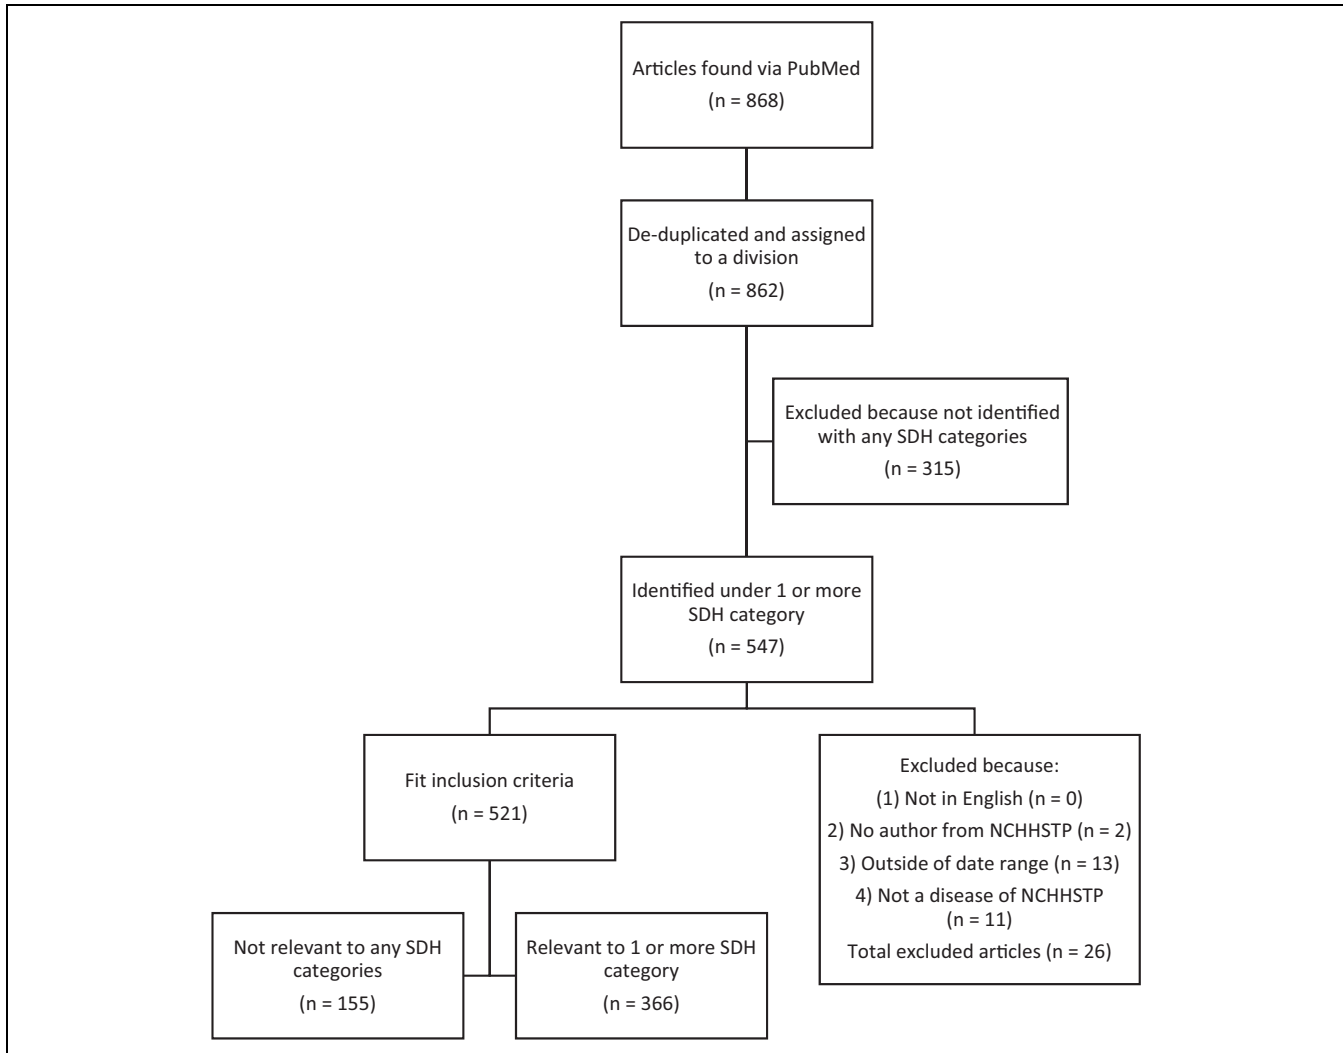 Articles found via PubMed
(n = 868)
De-duplicated and assigned
to a division
(n = 862)
Excluded because not identified
with any SDH categories
(n = 315)
Identified under 1 or more
SDH category
(n = 547)
Fit inclusion criteria
(n = 521)
Excluded because:
(1) Not in English (n = 0)
2) No author from NCHHSTP (n = 2)
3) Outside of date range (n = 13)
4) Not a disease of NCHHSTP
(n = 11)
Total excluded articles (n = 26)
Not relevant to any SDH
categories
(n = 155)
Relevant to 1 or more SDH
category
(n = 366)